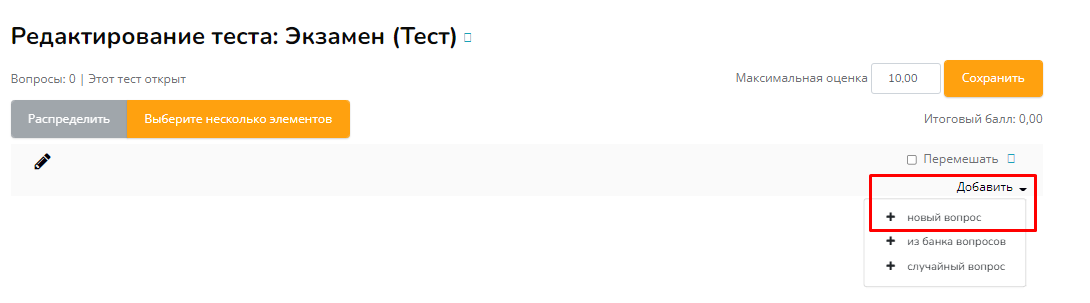 Редактирование теста: Экзамен (Тест)
Вопросы: 0 | Этот тест открыт
Максимальная оценка 10,00 Сохранить
Распределить Выберите несколько элементов
Итоговый балл: 0,00
Перемешать
Добавить
новый вопрос
из банка вопросов
случайный вопрос